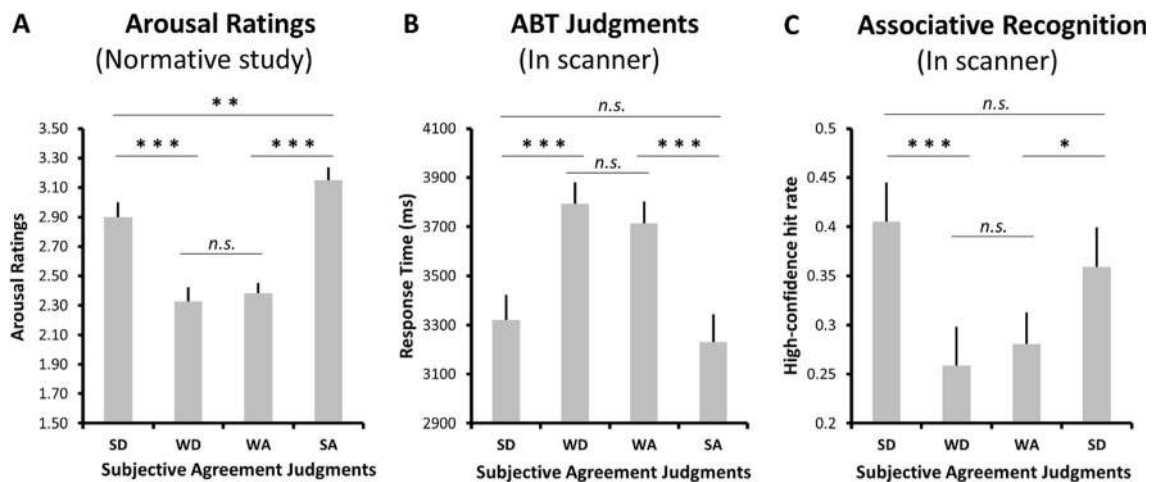 A
Arousal Ratings
(Normative study)
* *
* * *
* * *
n.s.
3.50
3.30
3.10
2.90
2.70
2.50
2.30
2.10
1.90
1.70
1.50
Arousal Ratings
SD WD WA SA
Subjective Agreement Judgments
B
ABT Judgments
(In scanner)
n.s.
* * *
n.s.
* * *
4100
3900
3700
3500
3300
3100
2900
Response Time (ms)
SD WD WA SA
Subjective Agreement Judgments
C
Associative Recognition
(In scanner)
n.s.
* * *
*
n.s.
0.5
0.45
0.4
0.35
0.3
0.25
0.2
High-confidence hit rate
SD WD WA SD
Subjective Agreement Judgments